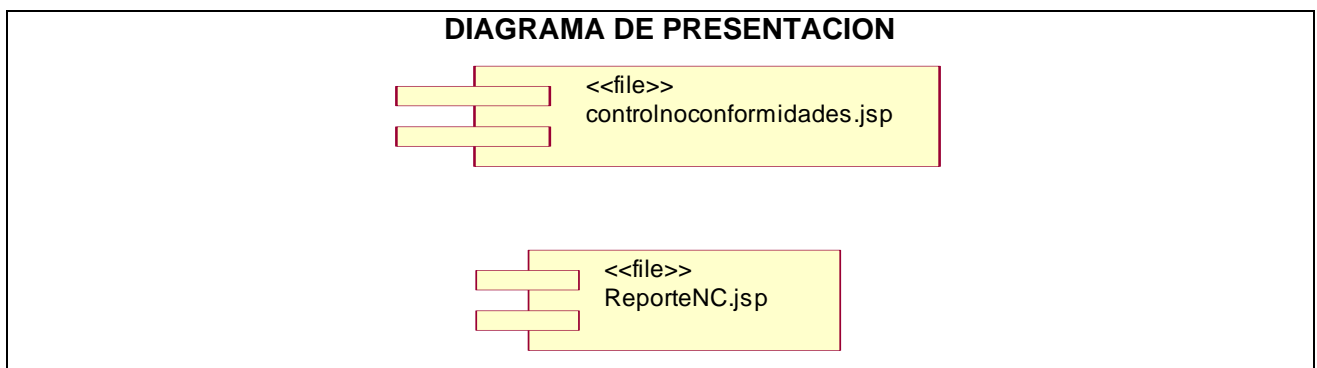 DIAGRAMA DE PRESENTACION
<<file>>
controlnoconformidades.jsp
<<file>>
ReporteNC.jsp